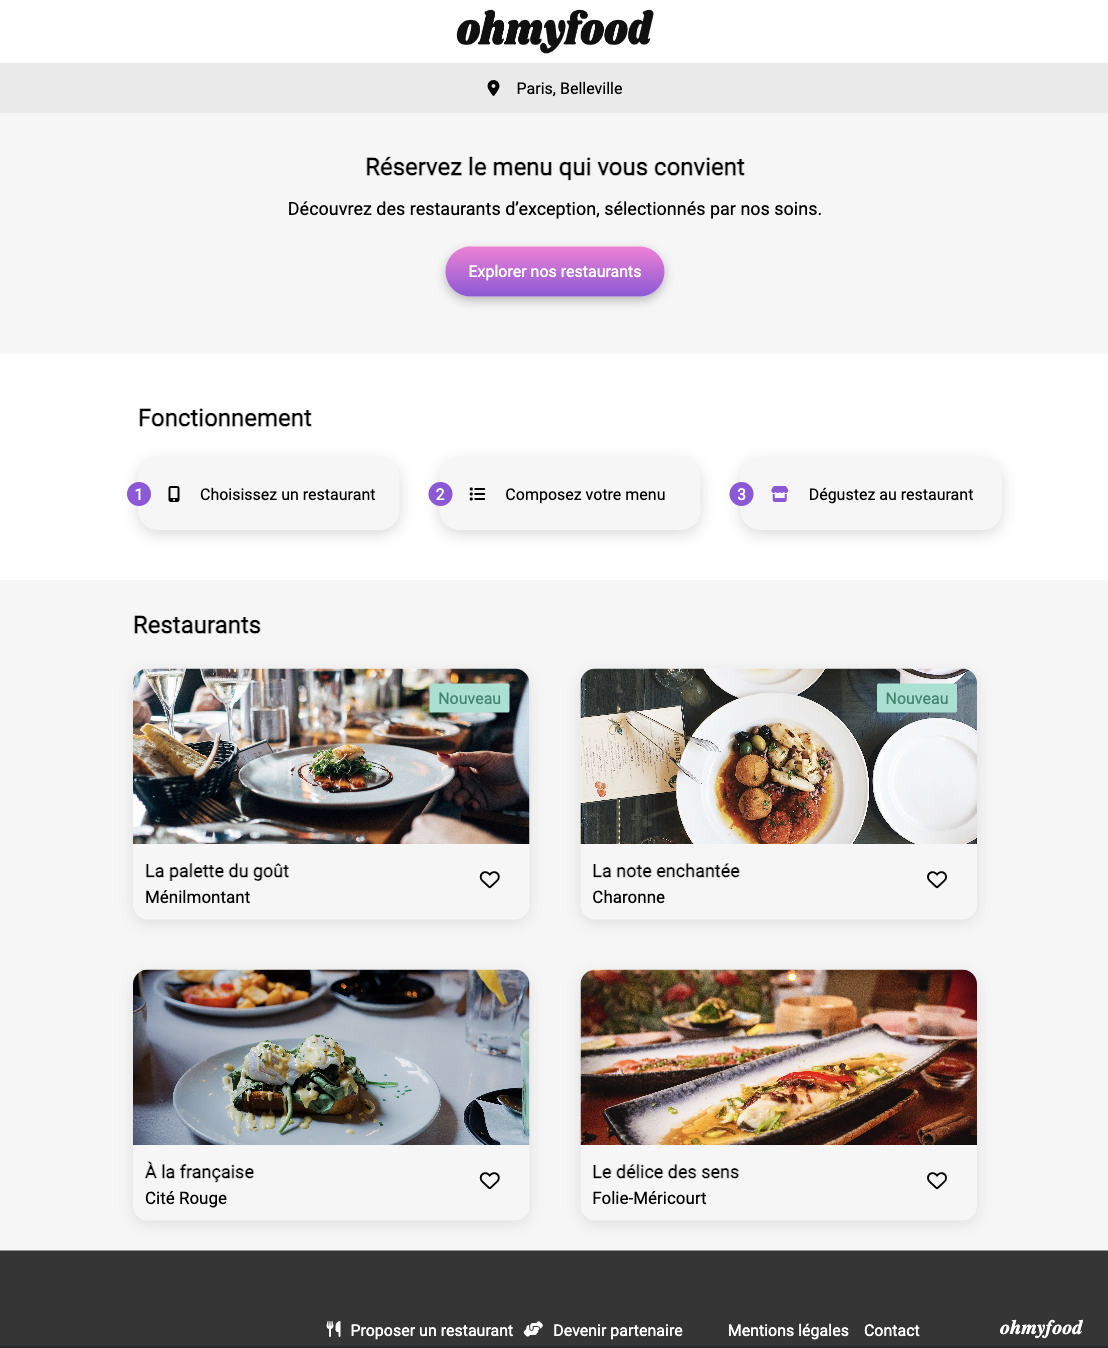 ohmyfood
Paris, Belleville
Réservez le menu qui vous convient
Découvrez des restaurants d’exception, sélectionnés par nos soins.
Explorer nos restaurants
Fonctionnement
1 Choisissez un restaurant
2 Composez votre menu
3 Dégustez au restaurant
Restaurants
Nouveau
La palette du goût
Ménilmontant
Nouveau
La note enchantée
Charonne
À la française
Cité Rouge
Le délice des sens
Folie-Méricourt
Proposer un restaurant Devenir partenaire Mentions légales Contact ohmyfood